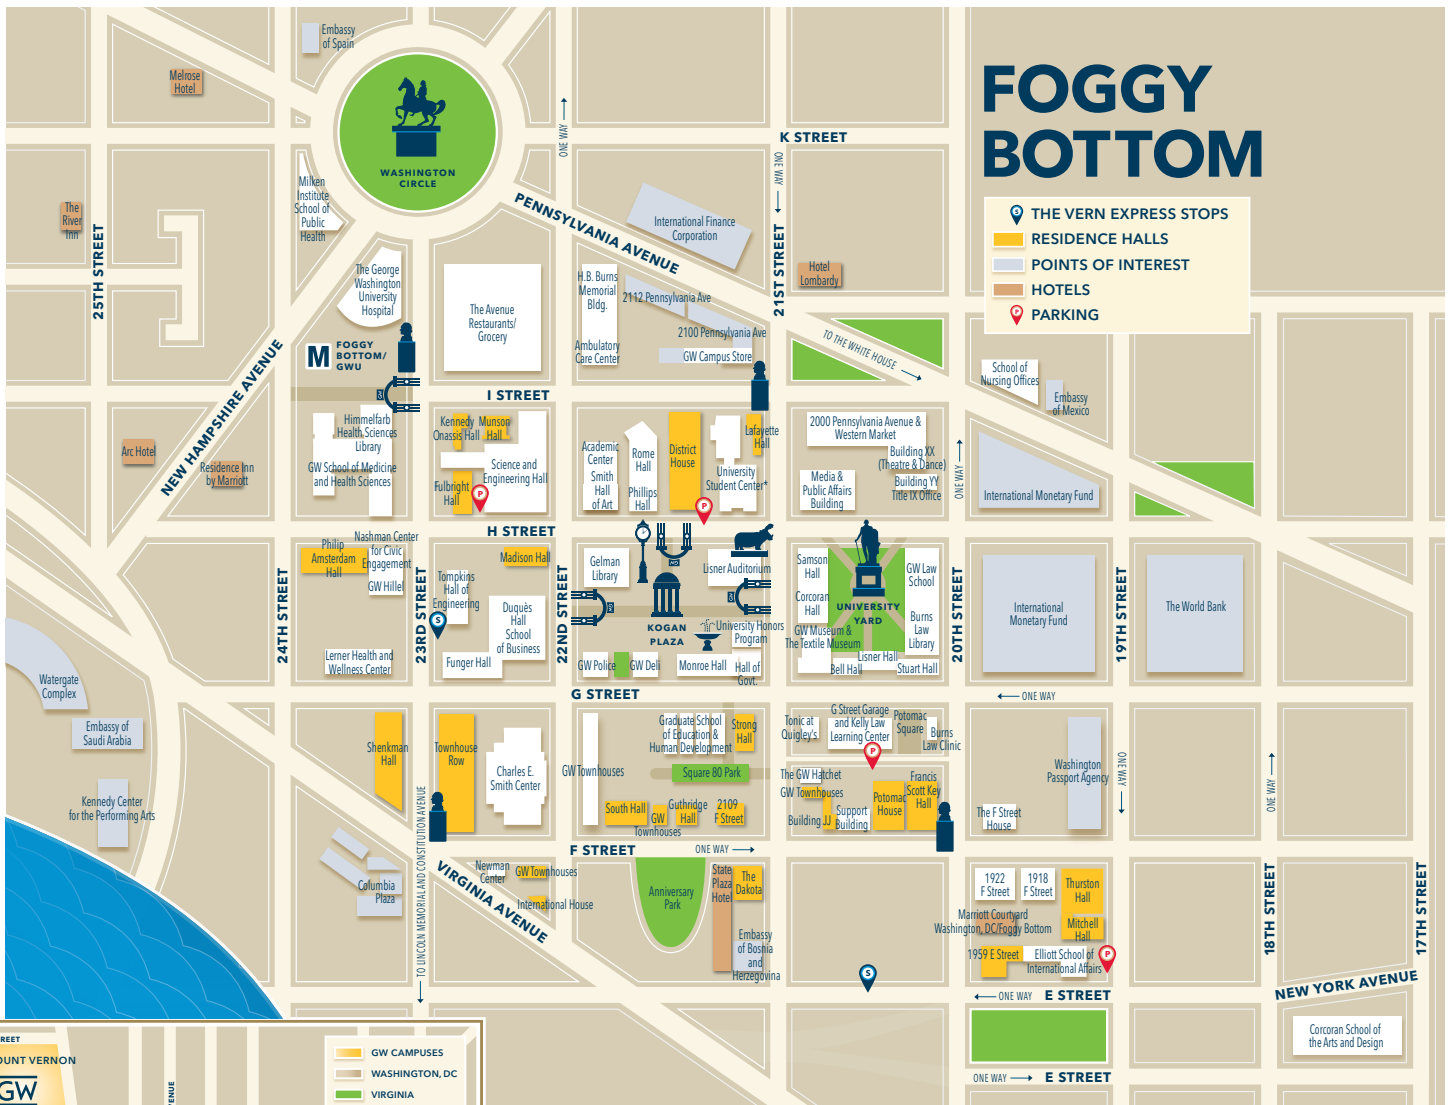 FOGGY
BOTTOM
S THE VERN EXPRESS STOPS
RESIDENCE HALLS
POINTS OF INTEREST
HOTELS
P PARKING
Embassy
of Spain
Melrose
Hotel
WASHINGTON
CIRCLE
ONE WAY
K STREET
ONE WAY
Milken
Institute
School of
Public
Health
The
River
Inn
25TH STREET
PENNSYLVANIA AVENUE
International Finance
Corporation
21ST STREET
Hotel
Lombardy
The George
Washington
University
Hospital
The Avenue
Restaurants/
Grocery
H.B. Burns
Memorial
Bldg.
2112 Pennsylvania Ave
2100 Pennsylvania Ave
Ambulatory
Care Center
GW Campus Store
TO THE WHITE HOUSE
M
FOGGY
BOTTOM/
GWU
NEW HAMPSHIRE AVENUE
I STREET
School of
Nursing Offices
Embassy
of Mexico
Arc Hotel
Residence Inn
by Marriott
Himmelfarb
Health Sciences
Library
GW School of Medicine
and Health Sciences
Kennedy
Onassis Hall
Munson
Hall
Science and
Engineering Hall
Fulbright
Hall
P
Academic
Center
Smith
Hall
of Art
Rome
Hall
Phillips
Hall
District
House
Lafayette
Hall
University
Student Center*
P
2000 Pennsylvania Avenue &
Western Market
Building XX
(Theatre & Dance)
Building YY
Title IX Office
Media &
Public Affairs
Building
ONE WAY
International Monetary Fund
H STREET
Philip
Amsterdam
Hall
Nashman Center
for Civic
Engagement
GW Hillel
24TH STREET
23RD STREET
Tompkins
Hall of
Engineering
S
Madison Hall
Duquès
Hall
School
of Business
Funger Hall
Lerner Health and
Wellness Center
22ND STREET
Gelman
Library
Lisner Auditorium
KOGAN
PLAZA
University Honors
Program
GW Police
GW Deli
Monroe Hall
Hall of
Govt.
Samson
Hall
Corcoran
Hall
GW Museum &
The Textile Museum
Bell Hall
Lisner Hall
Stuart Hall
UNIVERSITY
YARD
GW Law
School
Burns
Law
Library
20TH STREET
International
Monetary Fund
19TH STREET
The World Bank
G STREET
ONE WAY
Watergate
Complex
Embassy of
Saudi Arabia
Kennedy Center
for the Performing Arts
Shenkman
Hall
Townhouse
Row
Charles E.
Smith Center
GW Townhouses
Graduate School
of Education &
Human Development
Strong
Hall
Square 80 Park
South Hall
GW
Townhouses
Guthridge
Hall
2109
F Street
Tonic at
Quigley's
G Street Garage
and Kelly Law
Learning Center
P
Potomac
Square
Burns
Law Clinic
The GW Hatchet
GW Townhouses
Building JJ
Support
Building
Potomac
House
Francis
Scott Key
Hall
The F Street
House
Washington
Passport Agency
ONE WAY
ONE WAY
F STREET
ONE WAY
TO LINCOLN MEMORIAL AND CONSTITUTION AVENUE
VIRGINIA AVENUE
Columbia
Plaza
Newman
Center
GW Townhouses
International House
Anniversary
Park
State
Plaza
Hotel
The
Dakota
Embassy
of Bosnia
and
Herzegovina
S
1922
F Street
1918
F Street
Thurston
Hall
Marriott Courtyard
Washington, DC/Foggy Bottom
Mitchell
Hall
1959 E Street
Elliott School of
International Affairs
P
18TH STREET
17TH STREET
ONE WAY
E STREET
NEW YORK AVENUE
Corcoran School of
the Arts and Design
ONE WAY
E STREET
REET
OUNT VERNON
GW
VENUE
GW CAMPUSES
WASHINGTON, DC
VIRGINIA